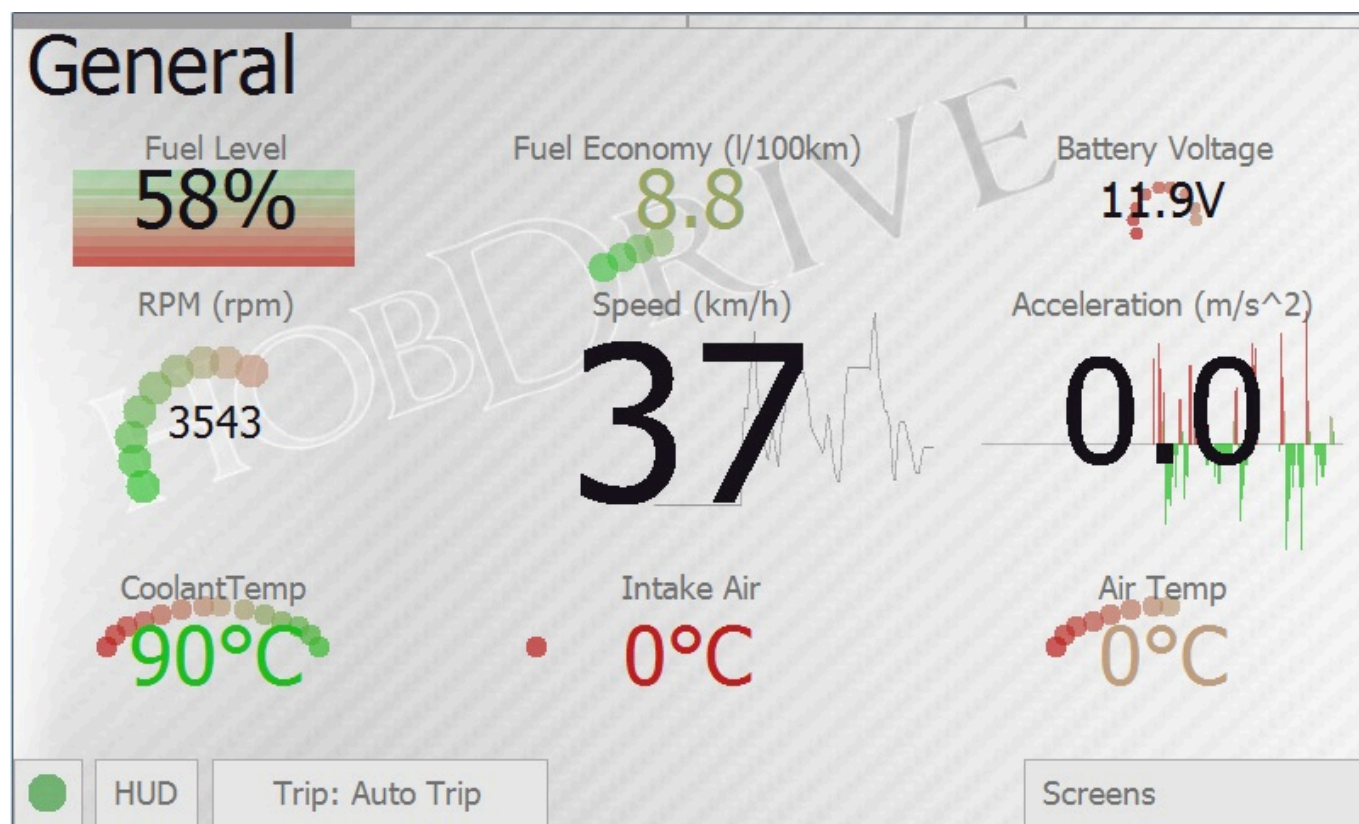 General
Fuel Level
58%
Fuel Economy (l/100km)
8.8
Battery Voltage
11.9V
HOBDRIVE
RPM (rpm)
3543
Speed (km/h)
37
Acceleration (m/s^2)
0.0
CoolantTemp
90°C
Intake Air
0°C
Air Temp
0°C
HUD
Trip: Auto Trip
Screens